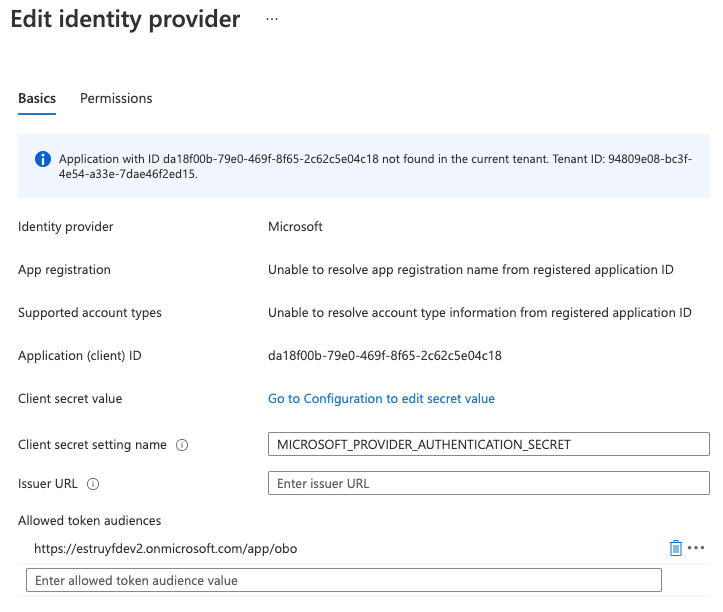 Edit identity provider ...
Basics Permissions
Application with ID da18f00b-79e0-469f-8f65-2c62c5e04c18 not found in the current tenant. Tenant ID: 94809e08-bc3f-
4e54-a33e-7dae46f2ed15.
Identity provider Microsoft
App registration Unable to resolve app registration name from registered application ID
Supported account types Unable to resolve account type information from registered application ID
Application (client) ID da18f00b-79e0-469f-8f65-2c62c5e04c18
Client secret value Go to Configuration to edit secret value
Client secret setting name MICROSOFT_PROVIDER_AUTHENTICATION_SECRET
Issuer URL Enter issuer URL
Allowed token audiences
https://estruyfdev2.onmicrosoft.com/app/obo
Enter allowed token audience value